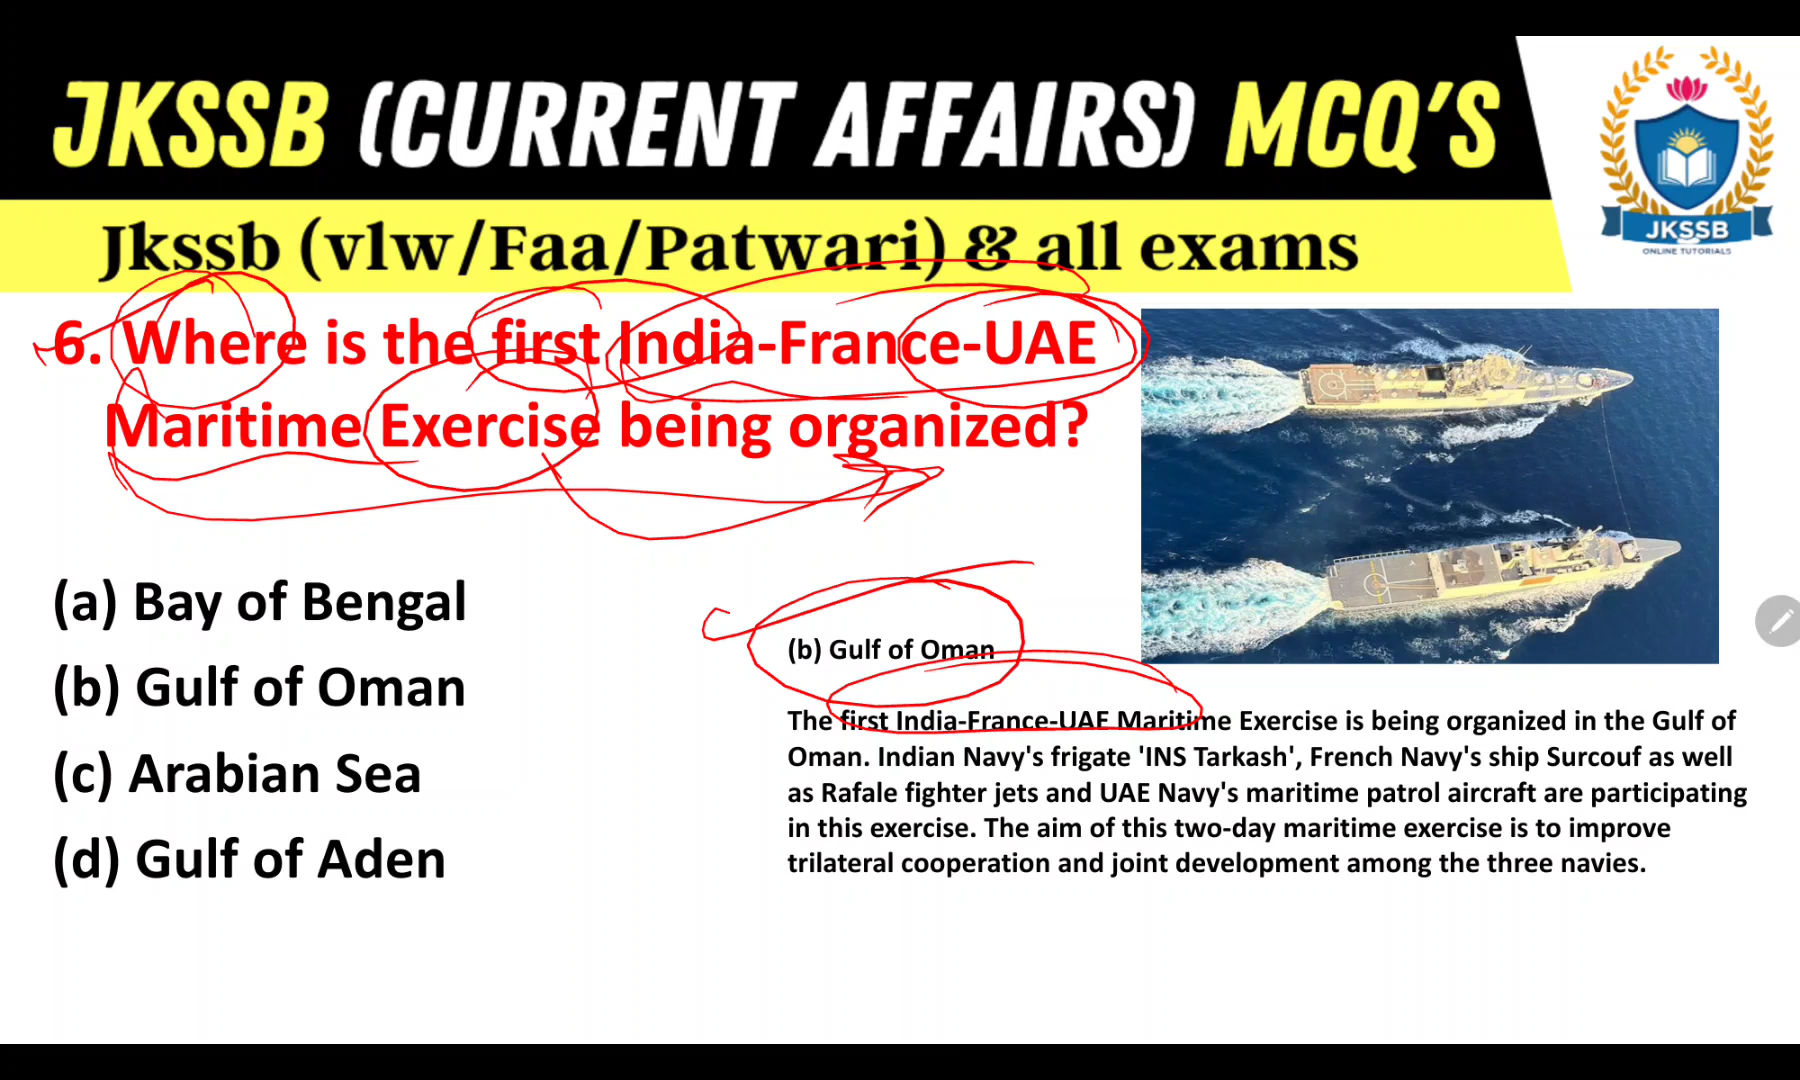 JKSSB (CURRENT AFFAIRS) MCQ'S
Jkssb (vlw/Faa/Patwari) & all exams
JKSSB
ONLINE TUTORIALS
6. Where is the first India-France-UAE
Maritime Exercise being organized?
(a) Bay of Bengal
(b) Gulf of Oman
(c) Arabian Sea
(d) Gulf of Aden
(b) Gulf of Oman
The first India-France-UAE Maritime Exercise is being organized in the Gulf of
Oman. Indian Navy's frigate 'INS Tarkash', French Navy's ship Surcouf as well
as Rafale fighter jets and UAE Navy's maritime patrol aircraft are participating
in this exercise. The aim of this two-day maritime exercise is to improve
trilateral cooperation and joint development among the three navies.